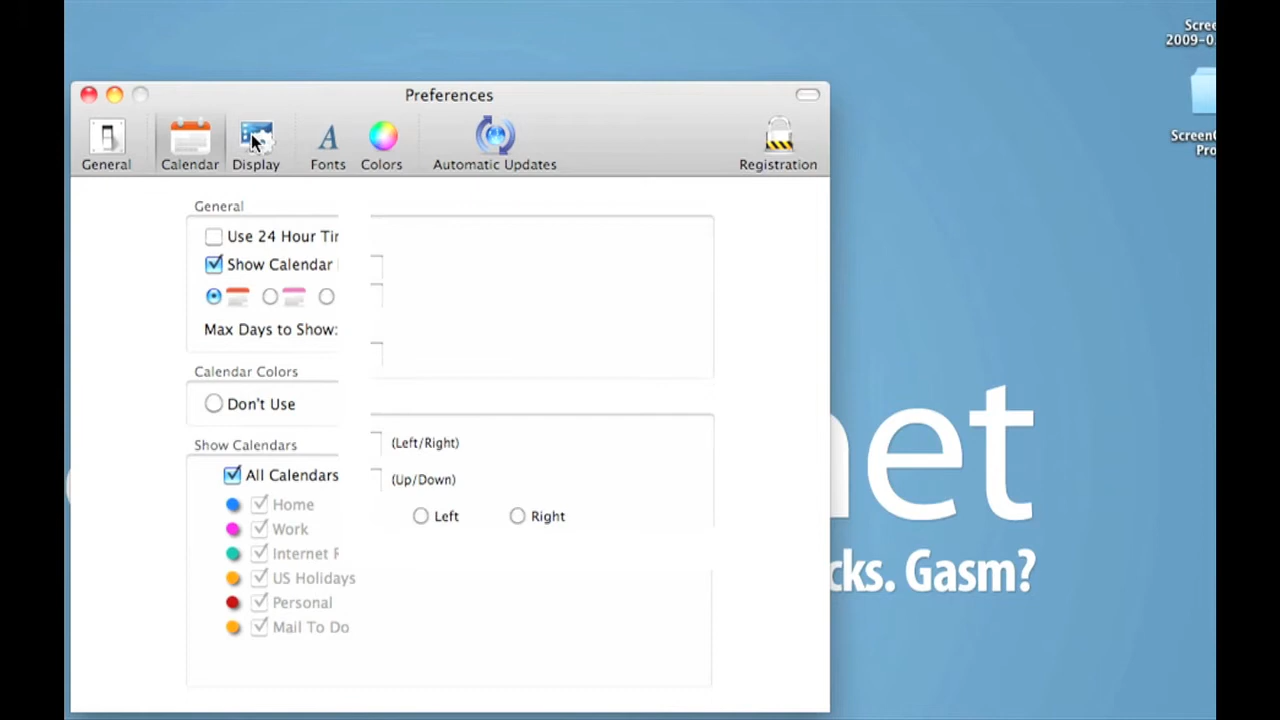 Scree
2009-0
Preferences
General
Calendar
Display
Fonts
Colors
Automatic Updates
Registration
Screen
Pro
General
Use 24 Hour Tir
Show Calendar
Max Days to Show:
Calendar Colors
Don't Use
Show Calendars
All Calendars
(Left/Right)
(Up/Down)
Home
Work
Left
Right
Internet F
US Holidays
Personal
Mail To Do
net
cks. Gasm?